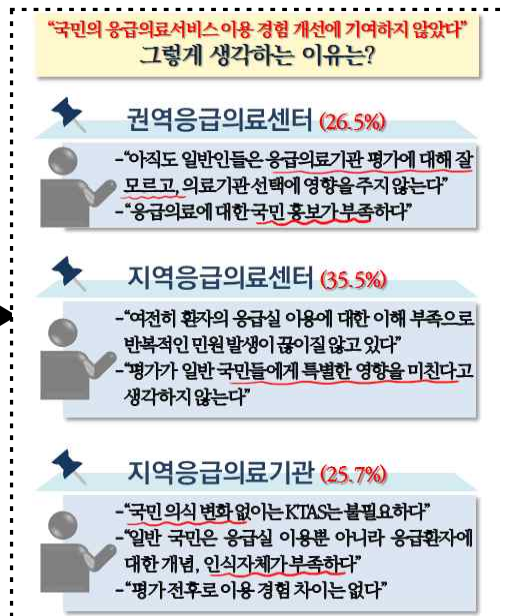 “국민의 응급의료서비스 이용 경험 개선에 기여하지 않았다”
그렇게 생각하는 이유는?
권역응급의료센터 (26.5%)
-“아직도 일반인들은 응급의료기관 평가에 대해 잘
모르고, 의료기관 선택에 영향을 주지 않는다”
-“응급의료에 대한 국민 홍보가 부족하다”
지역응급의료센터 (35.5%)
-“여전히 환자의 응급실 이용에 대한 이해 부족으로
반복적인 민원 발생이 끊이질 않고 있다”
-“평가가 일반 국민들에게 특별한 영향을 미친다고
생각하지 않는다”
지역응급의료기관 (25.7%)
-“국민 의식 변화 없이는 KTAS는 불필요하다”
-“일반 국민은 응급실 이용뿐 아니라 응급환자에
대한 개념, 인식자체가 부족하다”
-“평가 전후로 이용 경험 차이는 없다”